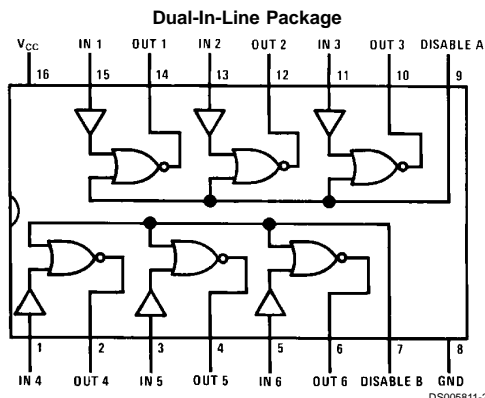 Dual-In-Line Package
VCC IN 1 OUT 1 IN 2 OUT 2 IN 3 OUT 3 DISABLE A
16 15 14 13 12 11 10 9
1 2 3 4 5 6 7 8
IN 4 OUT 4 IN 5 OUT 5 IN 6 OUT 6 DISABLE B GND
DS005811-2